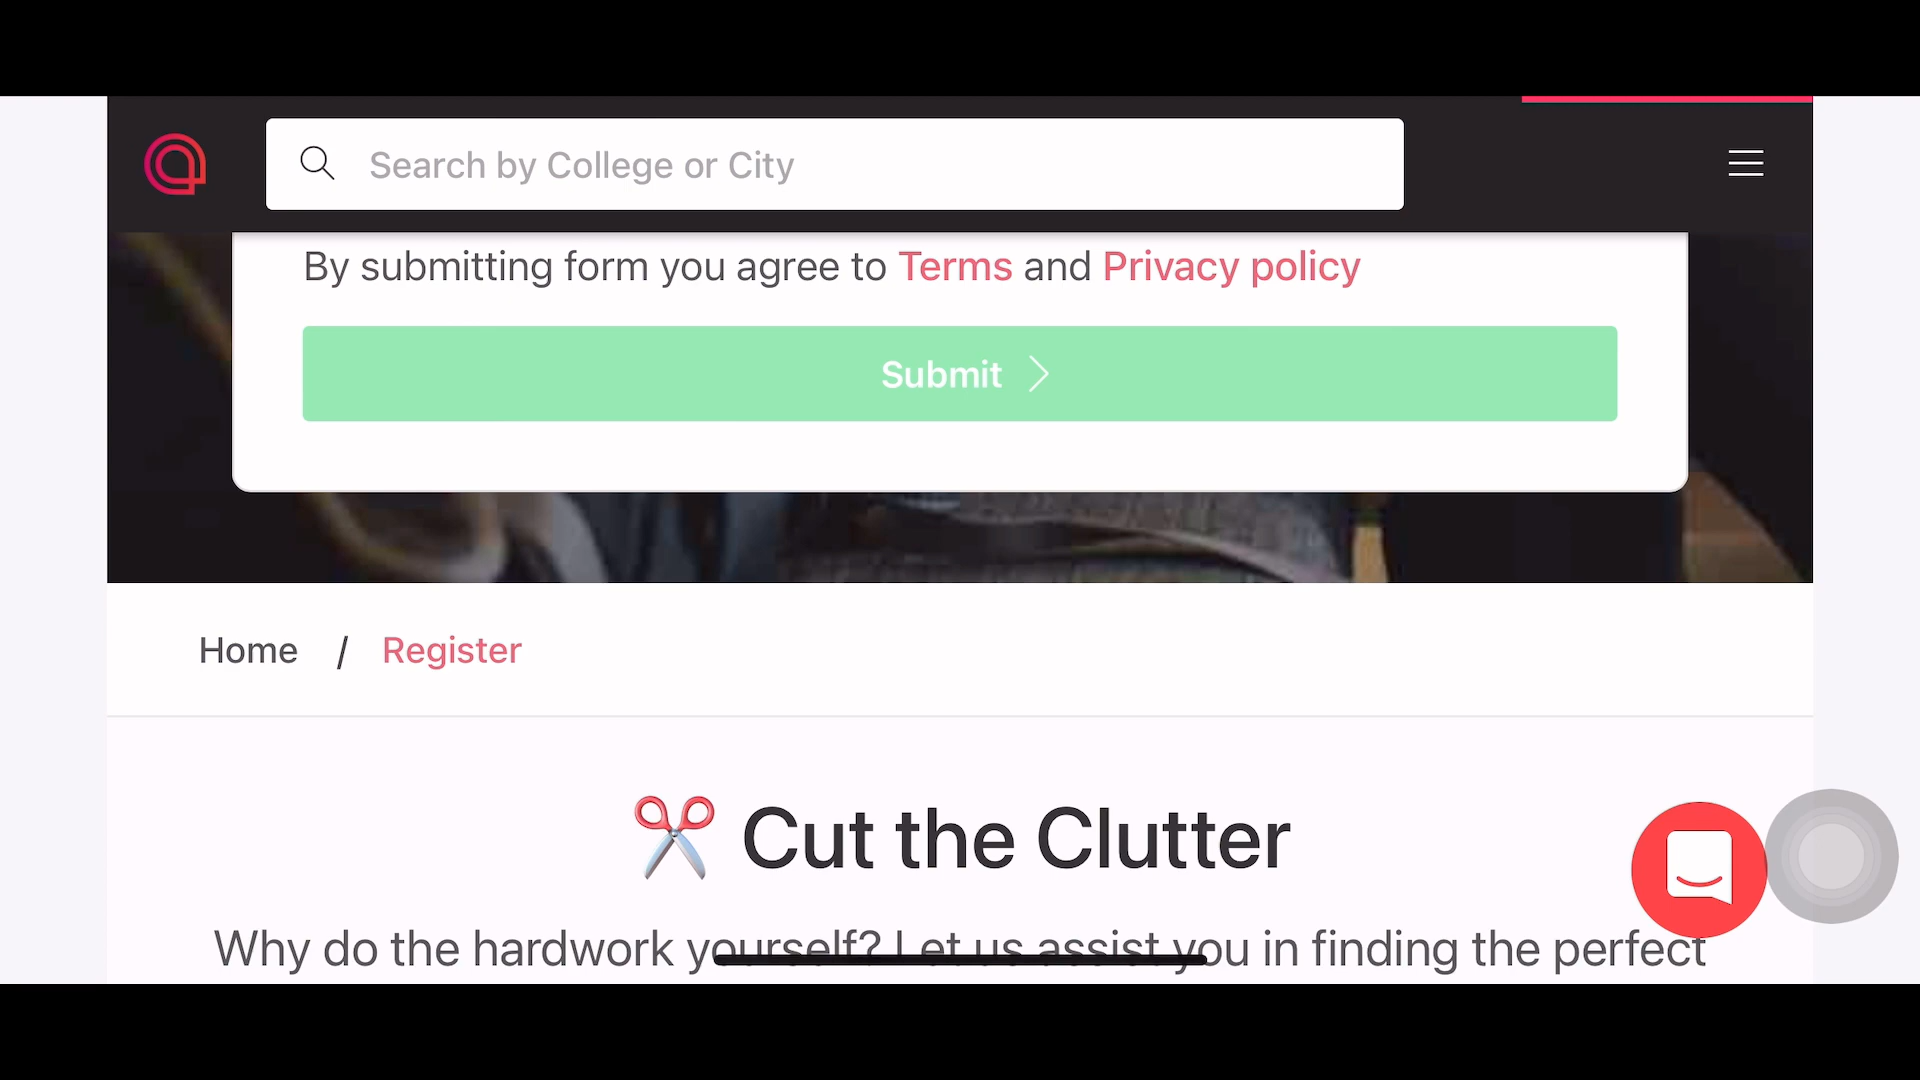 Search by College or City
By submitting form you agree to Terms and Privacy policy
Submit
Home / Register
Cut the Clutter
Why do the hardwork yourself? Let us assist you in finding the perfect